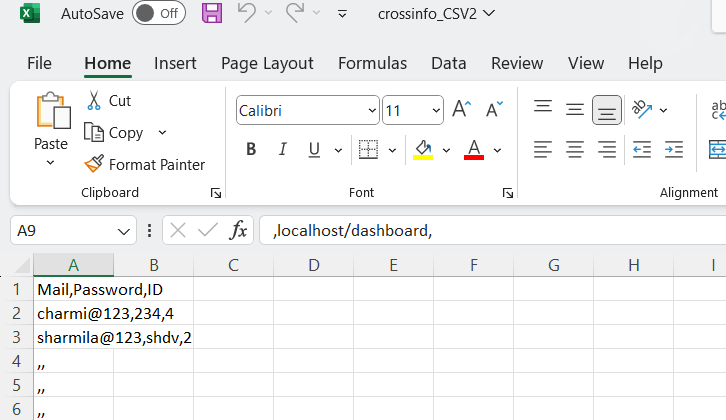 AutoSave Off crossinfo_CSV2
File Home Insert Page Layout Formulas Data Review View Help
Paste
Cut
Copy
Format Painter
Calibri 11 A A
B I U A
ab
ab
c
Clipboard Font Alignment
A9 fx ,localhost/dashboard,
A B C D E F G H I
1 Mail,Password,ID
2 charmi@123,234,4
3 sharmila@123,shdv,2
4 ,,
5 ,,
6 ,,